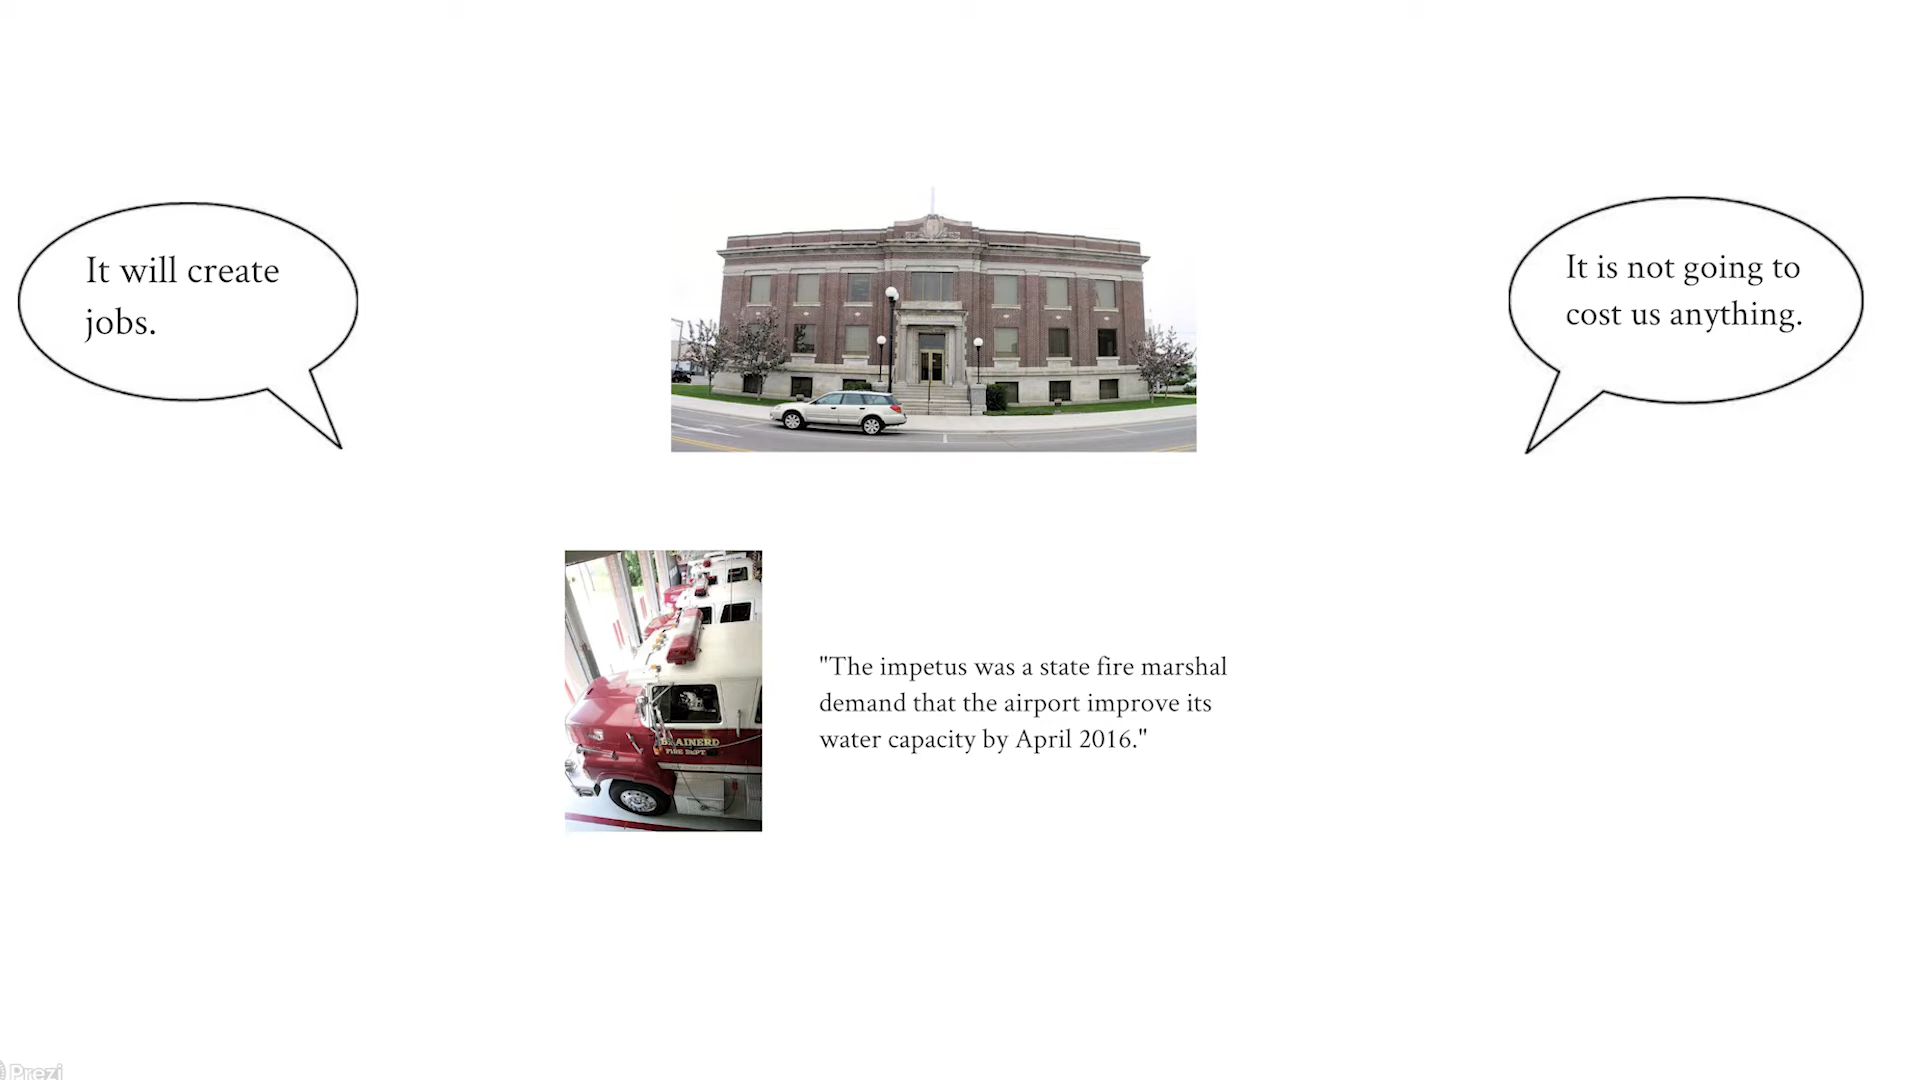 It will create
jobs.
It is not going to
cost us anything.
BRAINERD
FIRE DEPT
"The impetus was a state fire marshal
demand that the airport improve its
water capacity by April 2016."
Prezi